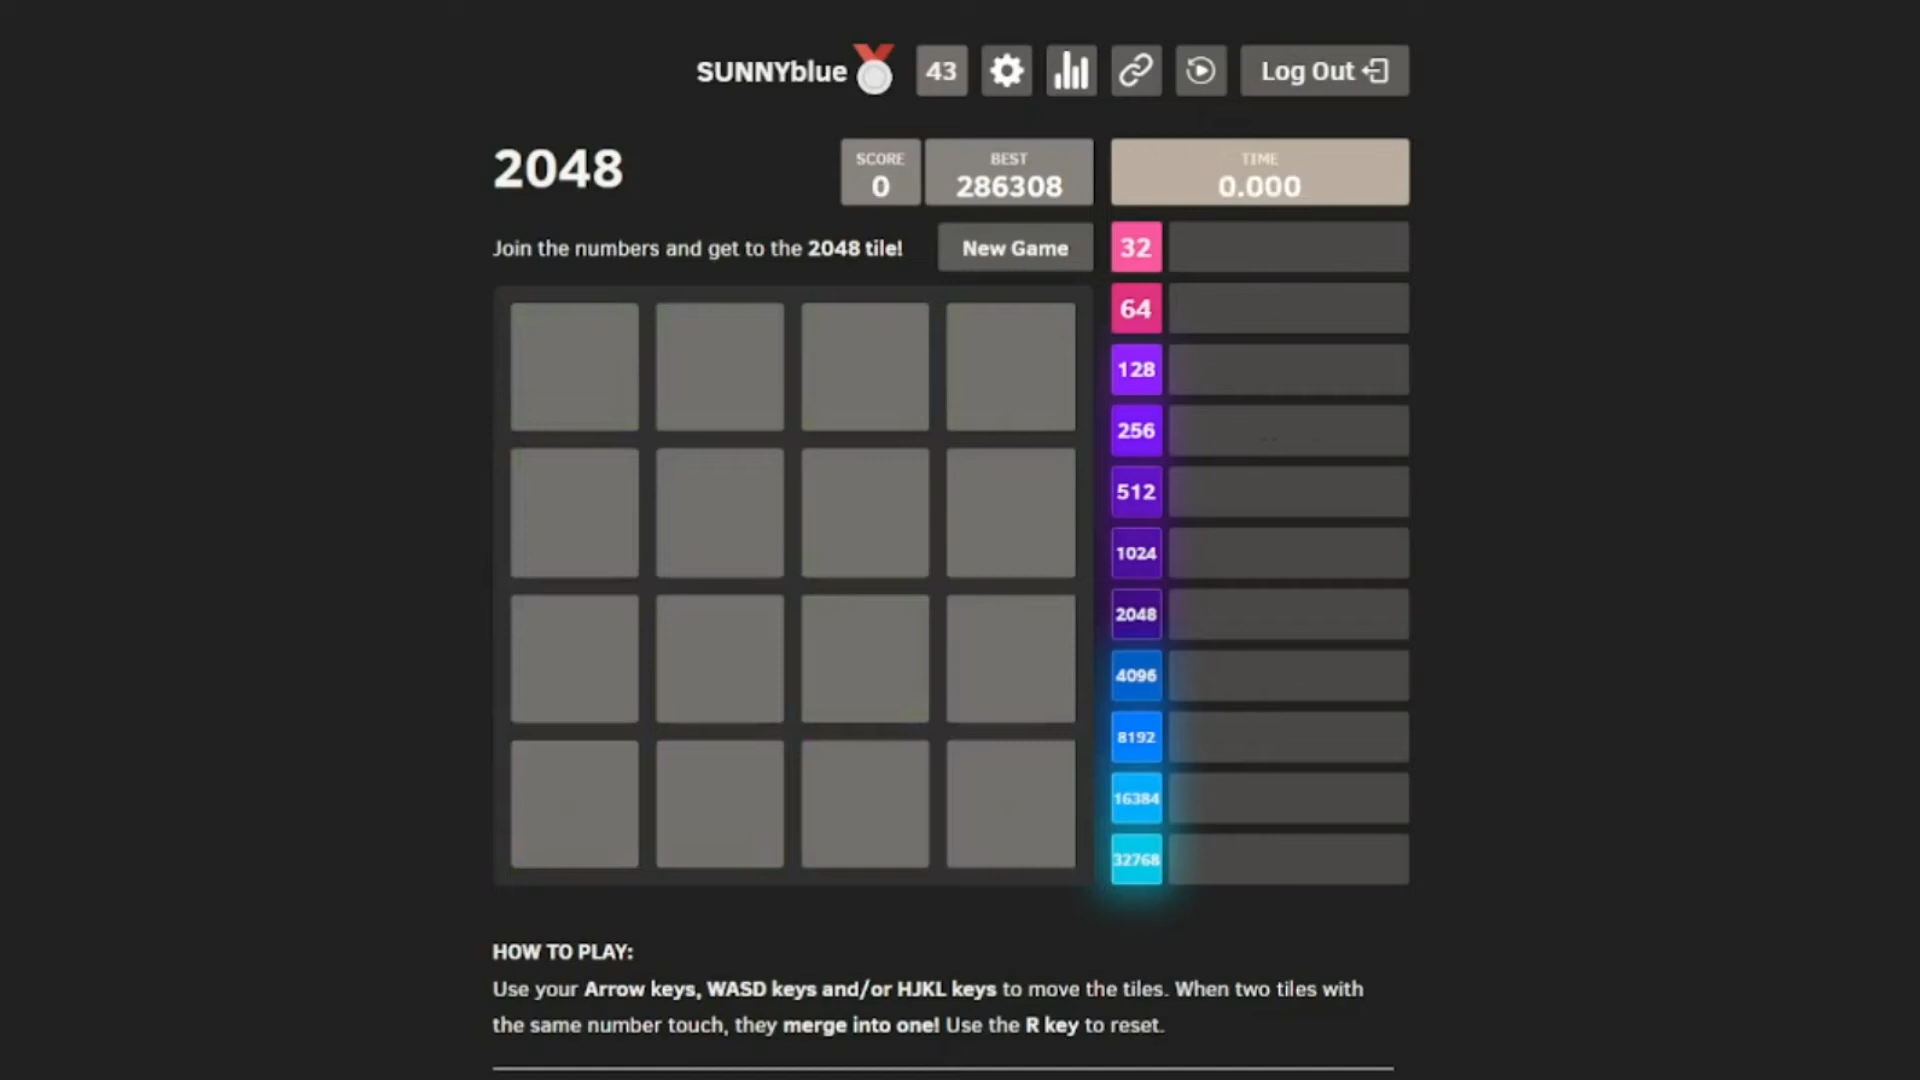 SUNNYblue
43
Log Out
2048
SCORE
0
BEST
286308
TIME
0.000
Join the numbers and get to the 2048 tile!
New Game
32
64
128
256
512
1024
2048
4096
8192
16384
32768
HOW TO PLAY:
Use your Arrow keys, WASD keys and/or HJKL keys to move the tiles. When two tiles with
the same number touch, they merge into one! Use the R key to reset.